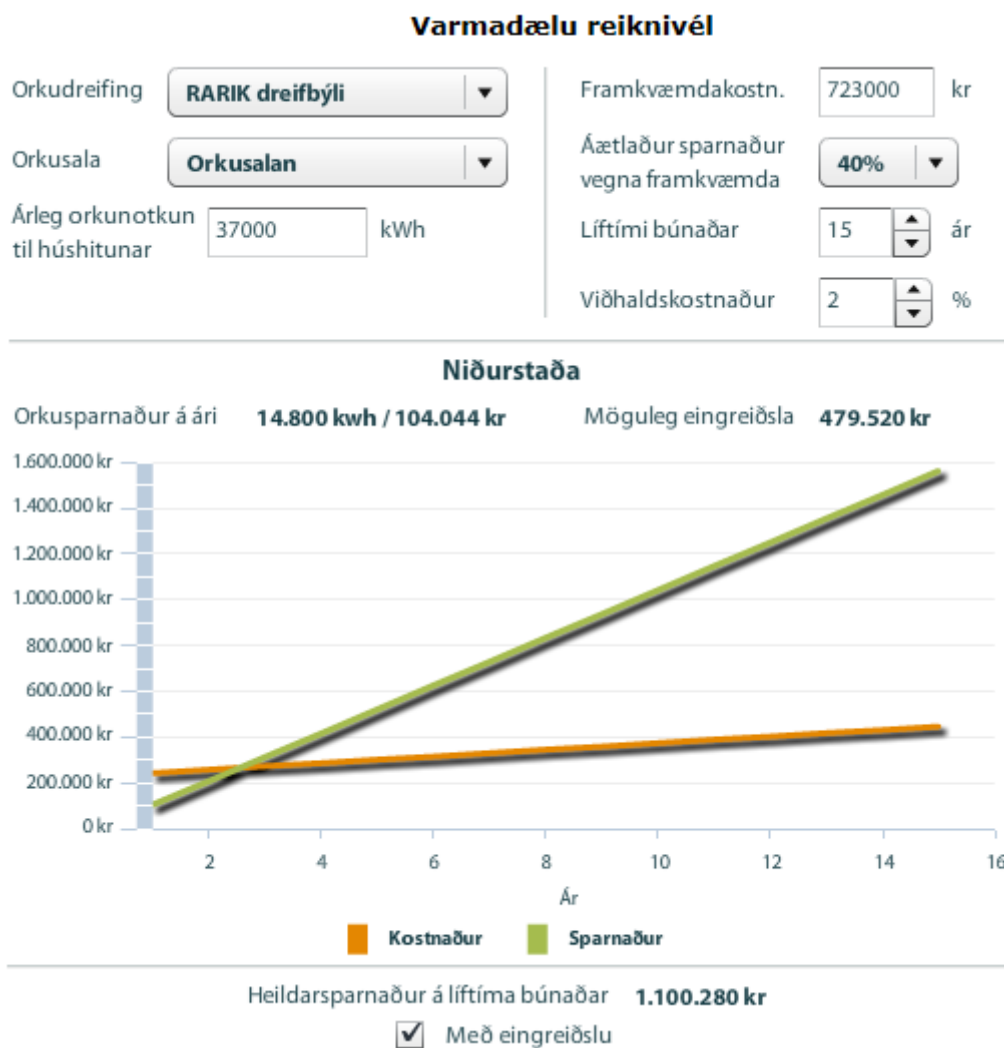 Varmadælu reiknivél
Orkudreifing RARIK dreifbýli
Orkusala Orkusalan
Árleg orkunotkun
til húshitunar 37000 kWh
Framkvæmdakostn. 723000 kr
Áætlaður sparnaður
vegna framkvæmda 40%
Líftími búnaðar 15 ár
Viðhaldskostnaður 2 %
Niðurstaða
Orkusparnaður á ári 14.800 kwh / 104.044 kr Möguleg eingreiðsla 479.520 kr
1.600.000 kr
1.400.000 kr
1.200.000 kr
1.000.000 kr
800.000 kr
600.000 kr
400.000 kr
200.000 kr
0 kr
2 4 6 8 10 12 14 16
Ár
Kostnaður Sparnaður
Heildarsparnaður á líftíma búnaðar 1.100.280 kr
Með eingreiðslu